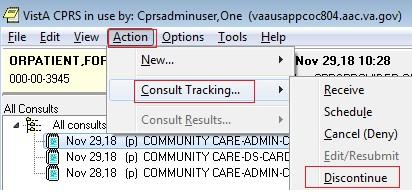 VistA CPRS in use by: Cprsadminuser,One (vaausappcoc804.aac.va.gov)
File Edit View Action Options Tools Help
ORPATIENT,FOR
000-00-3945
Nov 29,18 10:28
New...
Consult Tracking...
Consult Results...
Receive
Schedule
Cancel (Deny)
Edit/Resubmit
Discontinue
All Consults
All consults
Nov 29,18 (p) COMMUNITY CARE-ADMIN-C
Nov 29,18 (p) COMMUNITY CARE-DS-CARD
Nov 28,18 (p) COMMUNITY CARE-ADMIN-C